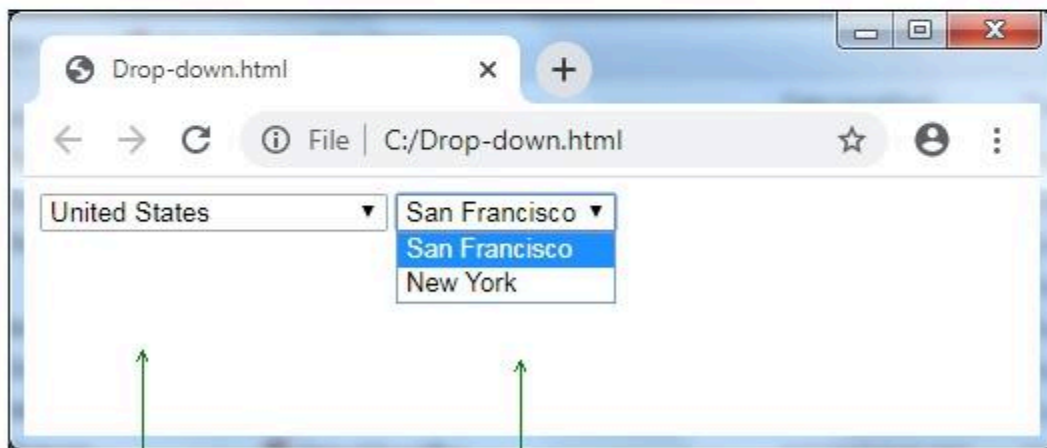 Drop-down.html
File | C:/Drop-down.html
United States San Francisco
San Francisco
New York